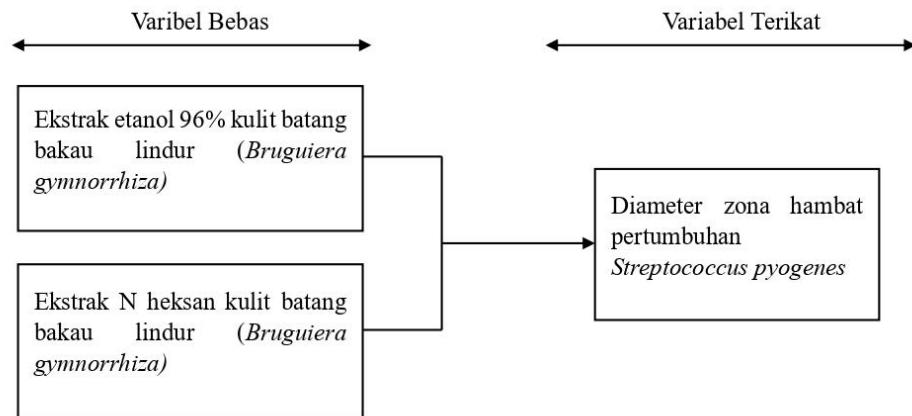 Varibel Bebas
Variabel Terikat
Ekstrak etanol 96% kulit batang
bakau lindur (Bruguiera
gymnorrhiza)
Diameter zona hambat
pertumbuhan
Streptococcus pyogenes
Ekstrak N heksan kulit batang
bakau lindur (Bruguiera
gymnorrhiza)